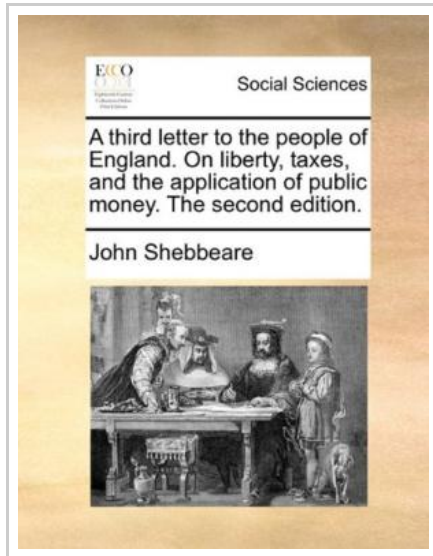 ECCO
Social Sciences
A third letter to the people of
England. On liberty, taxes,
and the application of public
money. The second edition.
John Shebbeare